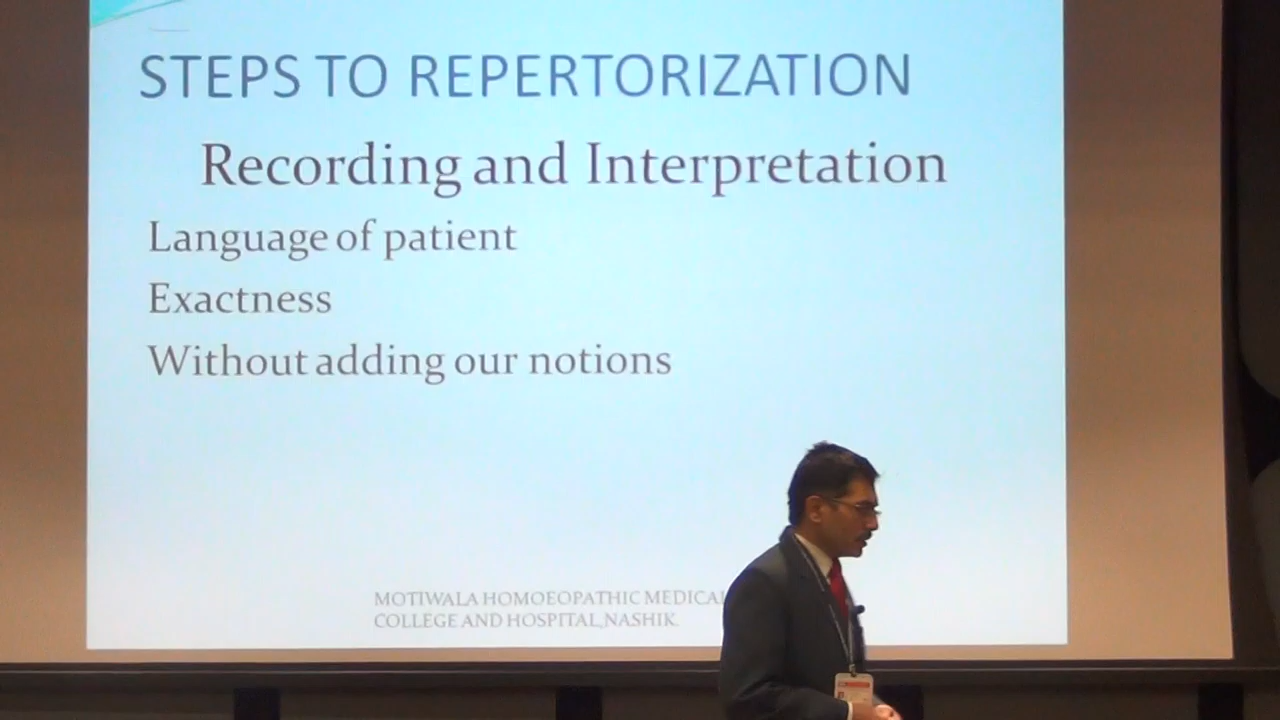 STEPS TO REPERTORIZATION
Recording and Interpretation
Language of patient
Exactness
Without adding our notions
MOTIWALA HOMOEOPATHIC MEDICAL
COLLEGE AND HOSPITAL,NASHIK.